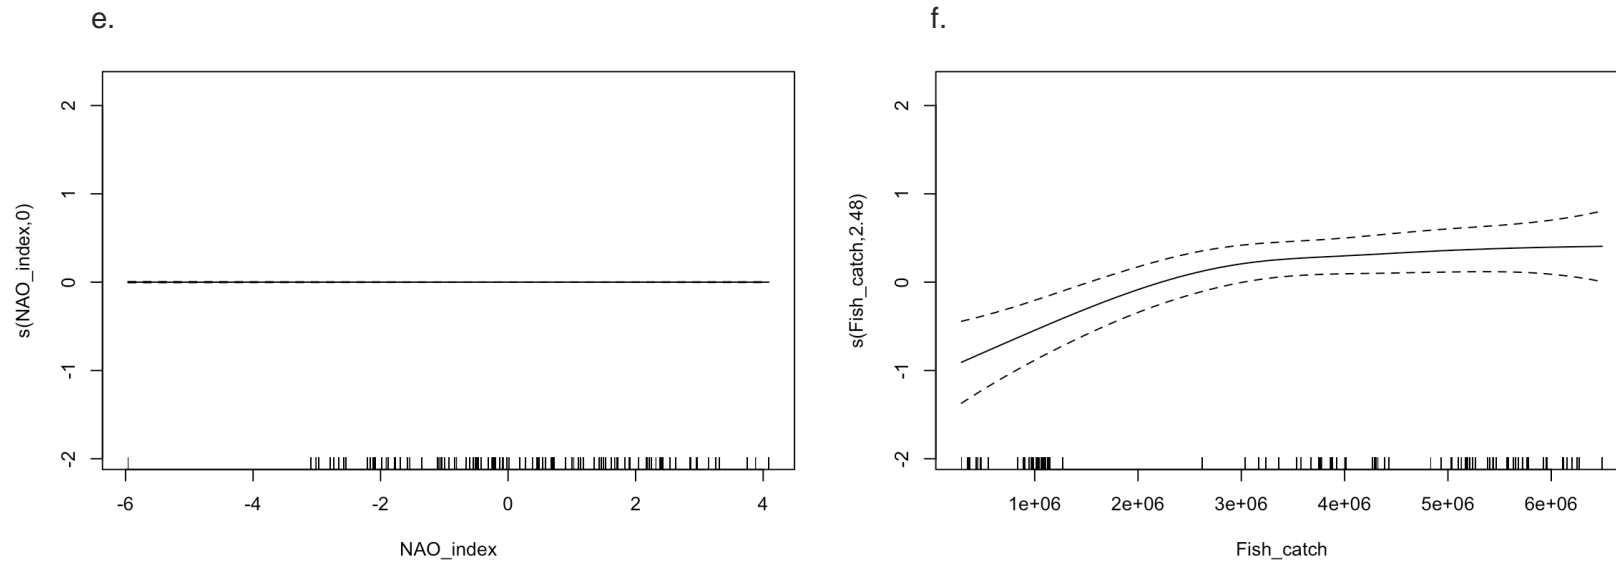 e.
2
1
0
-1
-2
s(NAO_index,0)
-6
-4
-2
0
2
4
NAO_index
f.
2
1
0
-1
-2
s(Fish_catch,2.48)
1e+06
2e+06
3e+06
4e+06
5e+06
6e+06
Fish_catch